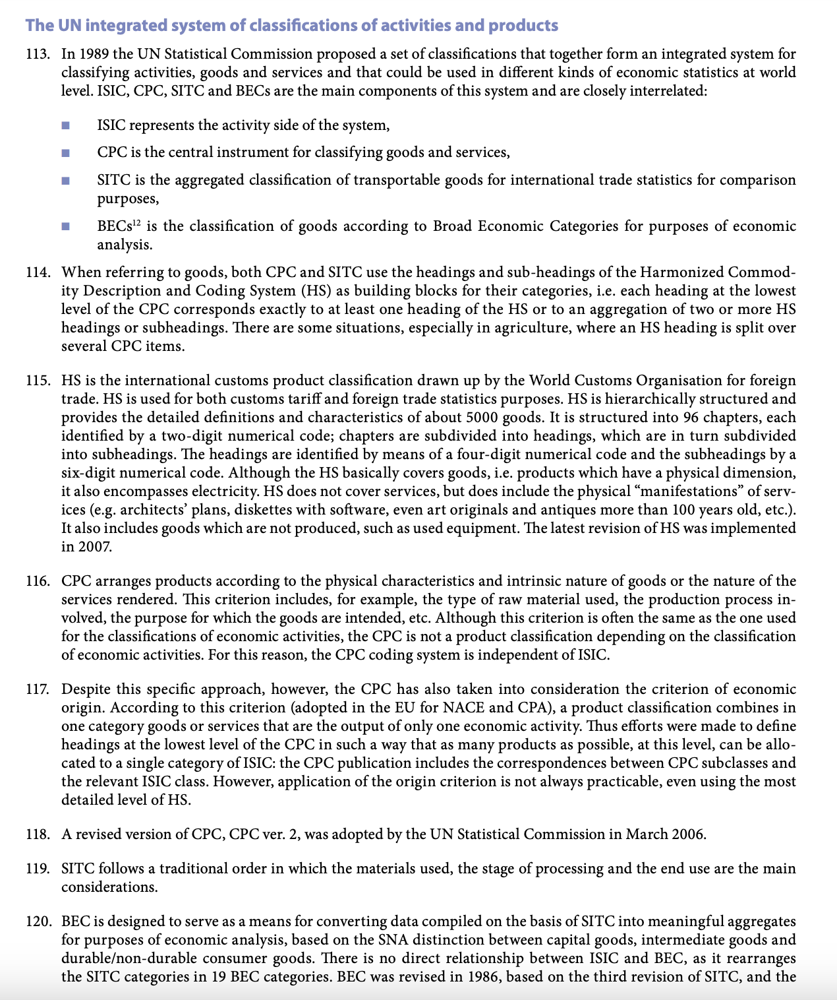 The UN integrated system of classifications of activities and products
113. In 1989 the UN Statistical Commission proposed a set of classifications that together form an integrated system for
classifying activities, goods and services and that could be used in different kinds of economic statistics at world
level. ISIC, CPC, SITC and BECs are the main components of this system and are closely interrelated:
■ ISIC represents the activity side of the system,
■ CPC is the central instrument for classifying goods and services,
■ SITC is the aggregated classification of transportable goods for international trade statistics for comparison
purposes,
■ BECs¹² is the classification of goods according to Broad Economic Categories for purposes of economic
analysis.
114. When referring to goods, both CPC and SITC use the headings and sub-headings of the Harmonized Commod-
ity Description and Coding System (HS) as building blocks for their categories, i.e. each heading at the lowest
level of the CPC corresponds exactly to at least one heading of the HS or to an aggregation of two or more HS
headings or subheadings. There are some situations, especially in agriculture, where an HS heading is split over
several CPC items.
115. HS is the international customs product classification drawn up by the World Customs Organisation for foreign
trade. HS is used for both customs tariff and foreign trade statistics purposes. HS is hierarchically structured and
provides the detailed definitions and characteristics of about 5000 goods. It is structured into 96 chapters, each
identified by a two-digit numerical code; chapters are subdivided into headings, which are in turn subdivided
into subheadings. The headings are identified by means of a four-digit numerical code and the subheadings by a
six-digit numerical code. Although the HS basically covers goods, i.e. products which have a physical dimension,
it also encompasses electricity. HS does not cover services, but does include the physical “manifestations” of serv-
ices (e.g. architects’ plans, diskettes with software, even art originals and antiques more than 100 years old, etc.).
It also includes goods which are not produced, such as used equipment. The latest revision of HS was implemented
in 2007.
116. CPC arranges products according to the physical characteristics and intrinsic nature of goods or the nature of the
services rendered. This criterion includes, for example, the type of raw material used, the production process in-
volved, the purpose for which the goods are intended, etc. Although this criterion is often the same as the one used
for the classifications of economic activities, the CPC is not a product classification depending on the classification
of economic activities. For this reason, the CPC coding system is independent of ISIC.
117. Despite this specific approach, however, the CPC has also taken into consideration the criterion of economic
origin. According to this criterion (adopted in the EU for NACE and CPA), a product classification combines in
one category goods or services that are the output of only one economic activity. Thus efforts were made to define
headings at the lowest level of the CPC in such a way that as many products as possible, at this level, can be allo-
cated to a single category of ISIC: the CPC publication includes the correspondences between CPC subclasses and
the relevant ISIC class. However, application of the origin criterion is not always practicable, even using the most
detailed level of HS.
118. A revised version of CPC, CPC ver. 2, was adopted by the UN Statistical Commission in March 2006.
119. SITC follows a traditional order in which the materials used, the stage of processing and the end use are the main
considerations.
120. BEC is designed to serve as a means for converting data compiled on the basis of SITC into meaningful aggregates
for purposes of economic analysis, based on the SNA distinction between capital goods, intermediate goods and
durable/non-durable consumer goods. There is no direct relationship between ISIC and BEC, as it rearranges
the SITC categories in 19 BEC categories. BEC was revised in 1986, based on the third revision of SITC, and the